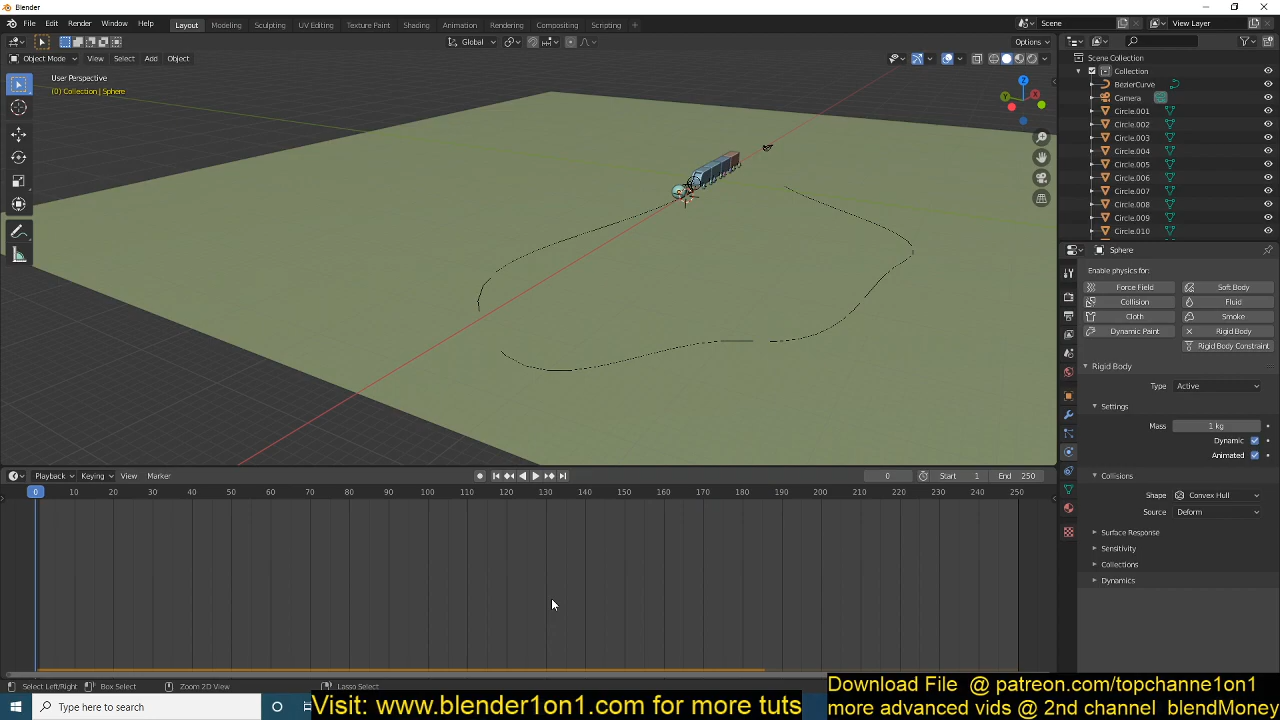 Blender
File Edit Render Window Help Layout Modeling Sculpting UV Editing Texture Paint Shading Animation Rendering Compositing Scripting Scene View Layer
Global Options
Object Mode View Select Add Object
User Perspective
(0) Collection | Sphere
Scene Collection
Collection
BezierCurve
Camera
Circle.001
Circle.002
Circle.003
Circle.004
Circle.005
Circle.006
Circle.007
Circle.008
Circle.009
Circle.010
Sphere
Enable physics for:
Force Field Soft Body
Collision Fluid
Cloth Smoke
Dynamic Paint Rigid Body
Rigid Body Constraint
Rigid Body
Type Active
Settings
Mass 1 kg
Dynamic
Animated
Collisions
Shape Convex Hull
Source Deform
Surface Response
Sensitivity
Collections
Dynamics
Playback Keying View Marker 0 Start 1 End 250
0 10 20 30 40 50 60 70 80 90 100 110 120 130 140 150 160 170 180 190 200 210 220 230 240 250
Select Left/Right Box Select Zoom 2D View Lasso Select
Type here to search
Visit: www.blender1on1.com for more tuts
Download File @ patreon.com/topchanne1on1
more advanced vids @ 2nd channel blendMoney